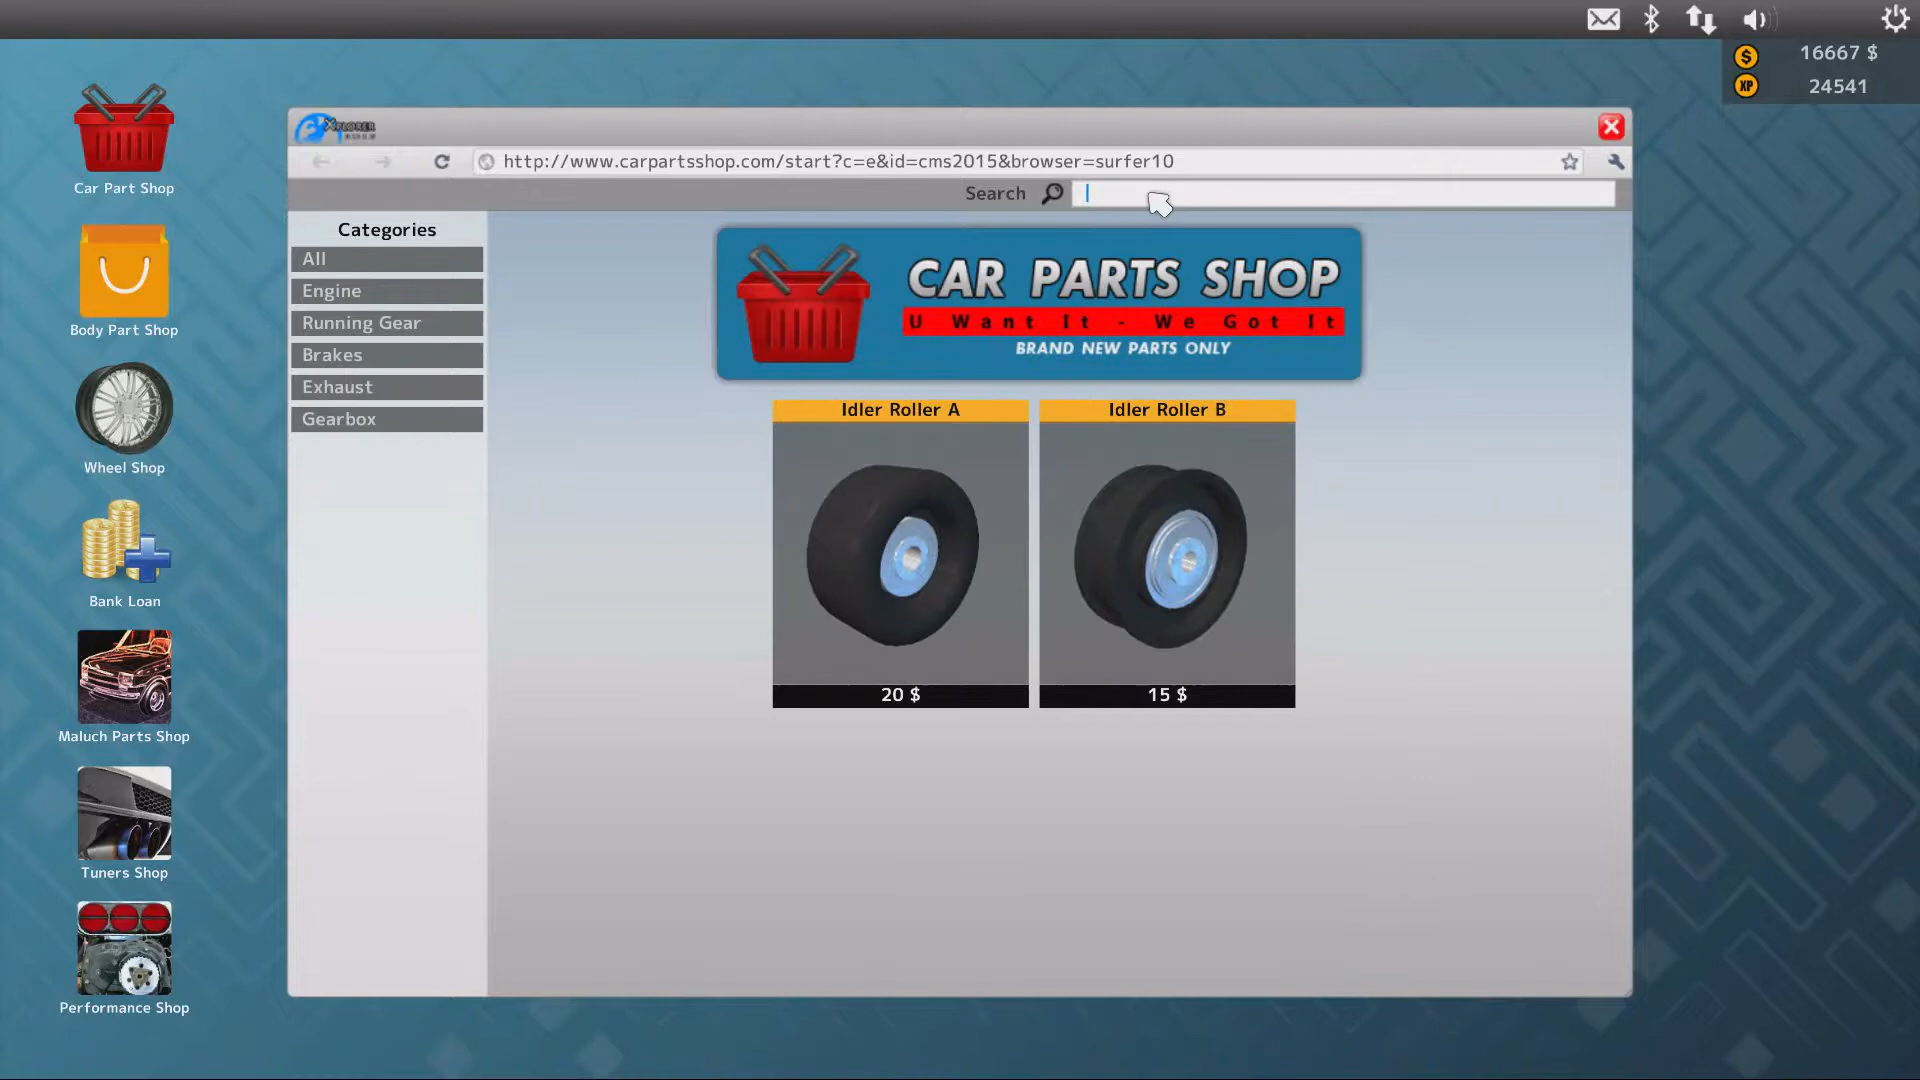 16667 $
XP 24541
Car Part Shop
Body Part Shop
Wheel Shop
Bank Loan
Maluch Parts Shop
Tuners Shop
Performance Shop
XPLORER
http://www.carpartsshop.com/start?c=e&id=cms2015&browser=surfer10
Search
Categories
All
Engine
Running Gear
Brakes
Exhaust
Gearbox
CAR PARTS SHOP
U Want It - We Got It
BRAND NEW PARTS ONLY
Idler Roller A
20 $
Idler Roller B
15 $